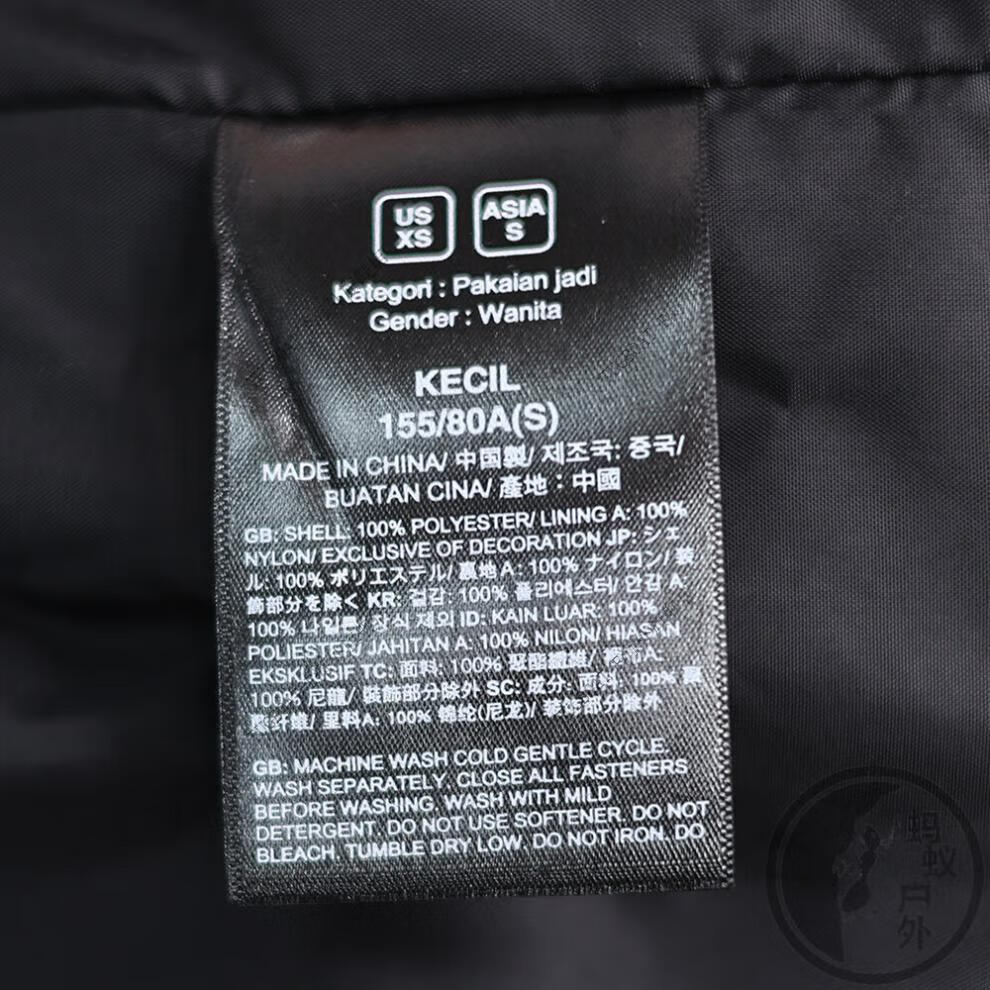 US
XS
ASIA
S
Kategori : Pakaian jadi
Gender : Wanita
KECIL
155/80A(S)
MADE IN CHINA/ 中国製/ 제조국: 중국/
BUATAN CINA/ 產地 : 中國
GB: SHELL: 100% POLYESTER/ LINING A: 100%
NYLON/ EXCLUSIVE OF DECORATION JP: シェ
ル: 100% ポリエステル/ 裏地 A: 100% ナイロン/ 装
飾部分を除く KR: 겉감: 100% 폴리에스터/ 안감 A:
100% 나일론/ 장식 제외 ID: KAIN LUAR: 100%
POLIESTER/ JAHITAN A: 100% NILON/ HIASAN
EKSKLUSIF TC: 面料: 100% 聚酯纖維/ A:
100% 尼龍/ 裝飾部分除外 SC: 成分: 面料: 100%
纤维/ 里料A: 100% 锦纶(尼龙)/ 装饰部分除外
GB: MACHINE WASH COLD GENTLE CYCLE.
WASH SEPARATELY. CLOSE ALL FASTENERS
BEFORE WASHING. WASH WITH MILD
DETERGENT. DO NOT USE SOFTENER. DO NOT
BLEACH. TUMBLE DRY LOW. DO NOT IRON. DO
蚂蚁户外